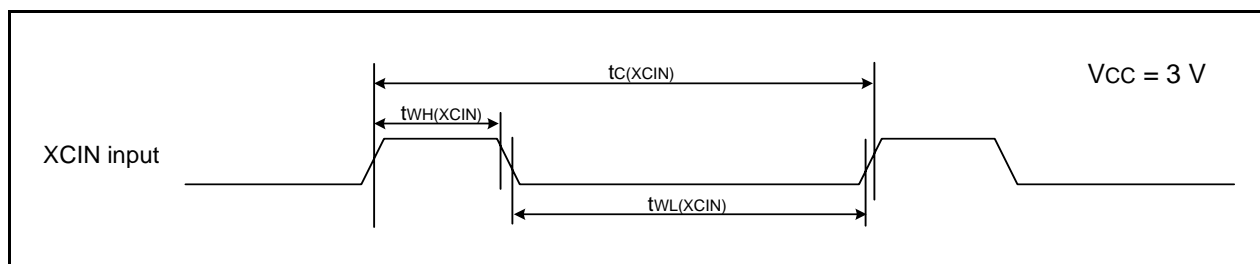 tC(XCIN)
VCC = 3 V
tWH(XCIN)
XCIN input
tWL(XCIN)